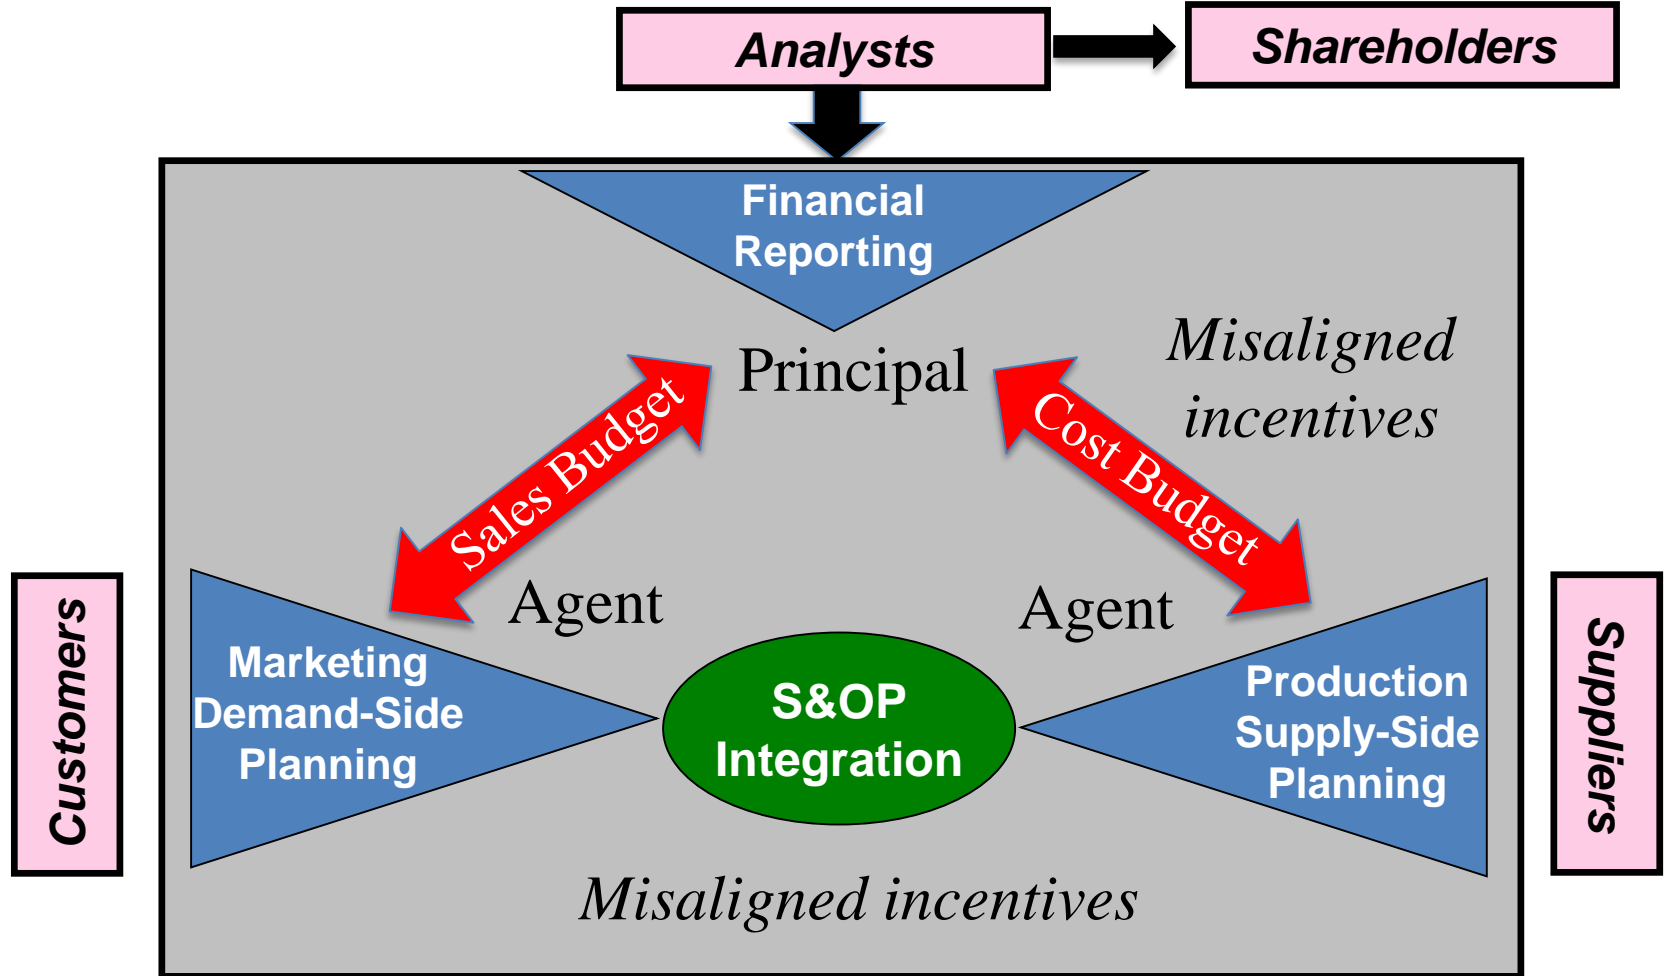 Analysts
Shareholders
Financial
Reporting
Principal
Misaligned
incentives
Sales Budget
Cost Budget
Agent
Agent
Customers
Marketing
Demand-Side
Planning
S&OP
Integration
Production
Supply-Side
Planning
Suppliers
Misaligned incentives